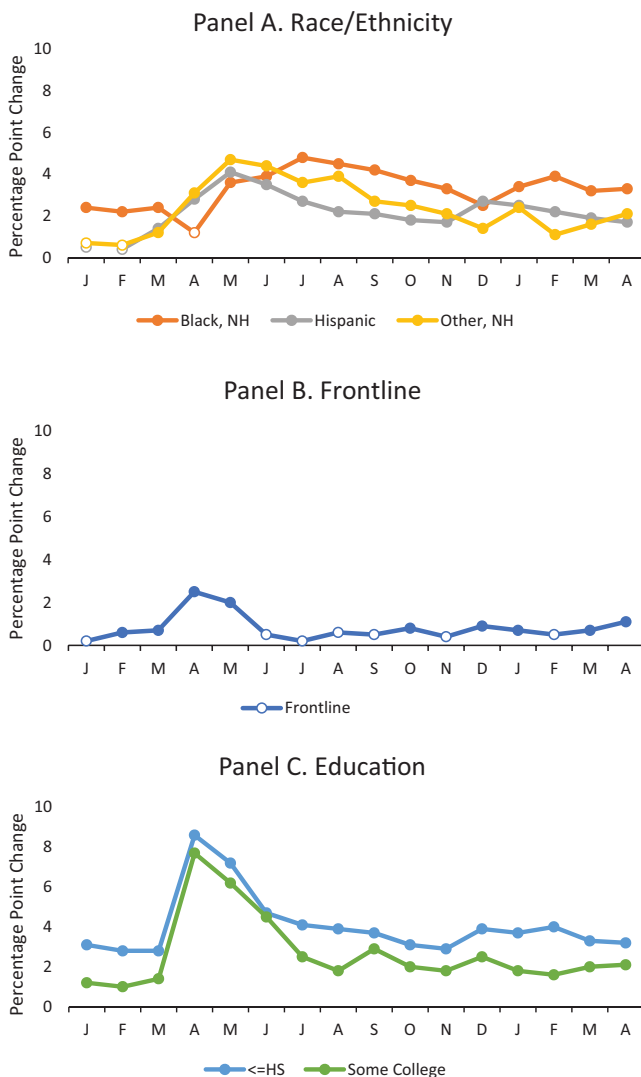 Panel A. Race/Ethnicity
Percentage Point Change
10
8
6
4
2
0
J F M A M J J A S O N D J F M A
Black, NH Hispanic Other, NH
Panel B. Frontline
Percentage Point Change
10
8
6
4
2
0
J F M A M J J A S O N D J F M A
Frontline
Panel C. Education
Percentage Point Change
10
8
6
4
2
0
J F M A M J J A S O N D J F M A
<=HS Some College